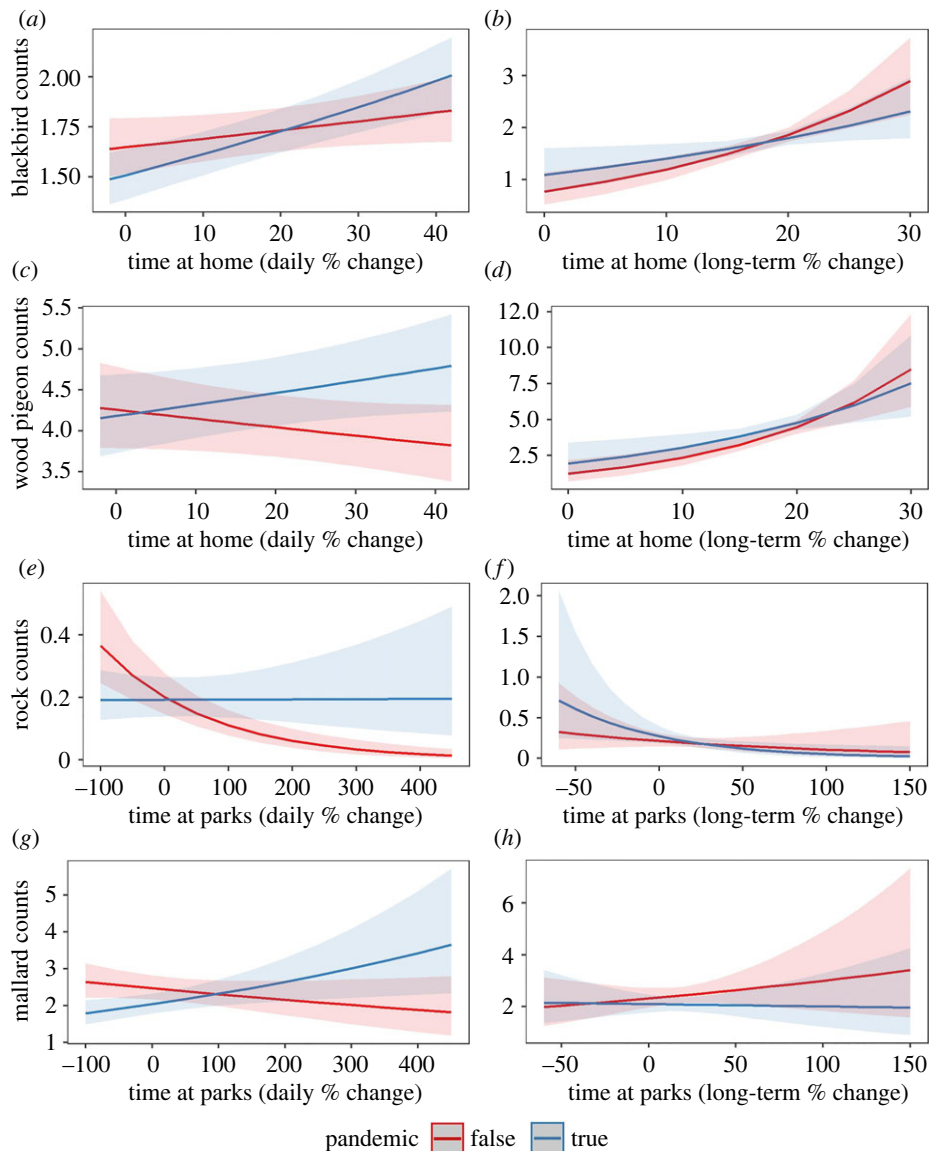 (a)
(b)
blackbird counts
2.00
1.75
1.50
3
2
1
0 10 20 30 40
0 10 20 30
time at home (daily % change)
time at home (long-term % change)
(c)
(d)
wood pigeon counts
5.5
5.0
4.5
4.0
3.5
12.0
10.0
7.5
5.0
2.5
0 10 20 30 40
0 10 20 30
time at home (daily % change)
time at home (long-term % change)
(e)
(f)
rock counts
0.4
0.2
0
2.0
1.5
1.0
0.5
0
–100 0 100 200 300 400
–50 0 50 100 150
time at parks (daily % change)
time at parks (long-term % change)
(g)
(h)
mallard counts
5
4
3
2
1
6
4
2
–100 0 100 200 300 400
–50 0 50 100 150
time at parks (daily % change)
time at parks (long-term % change)
pandemic false true